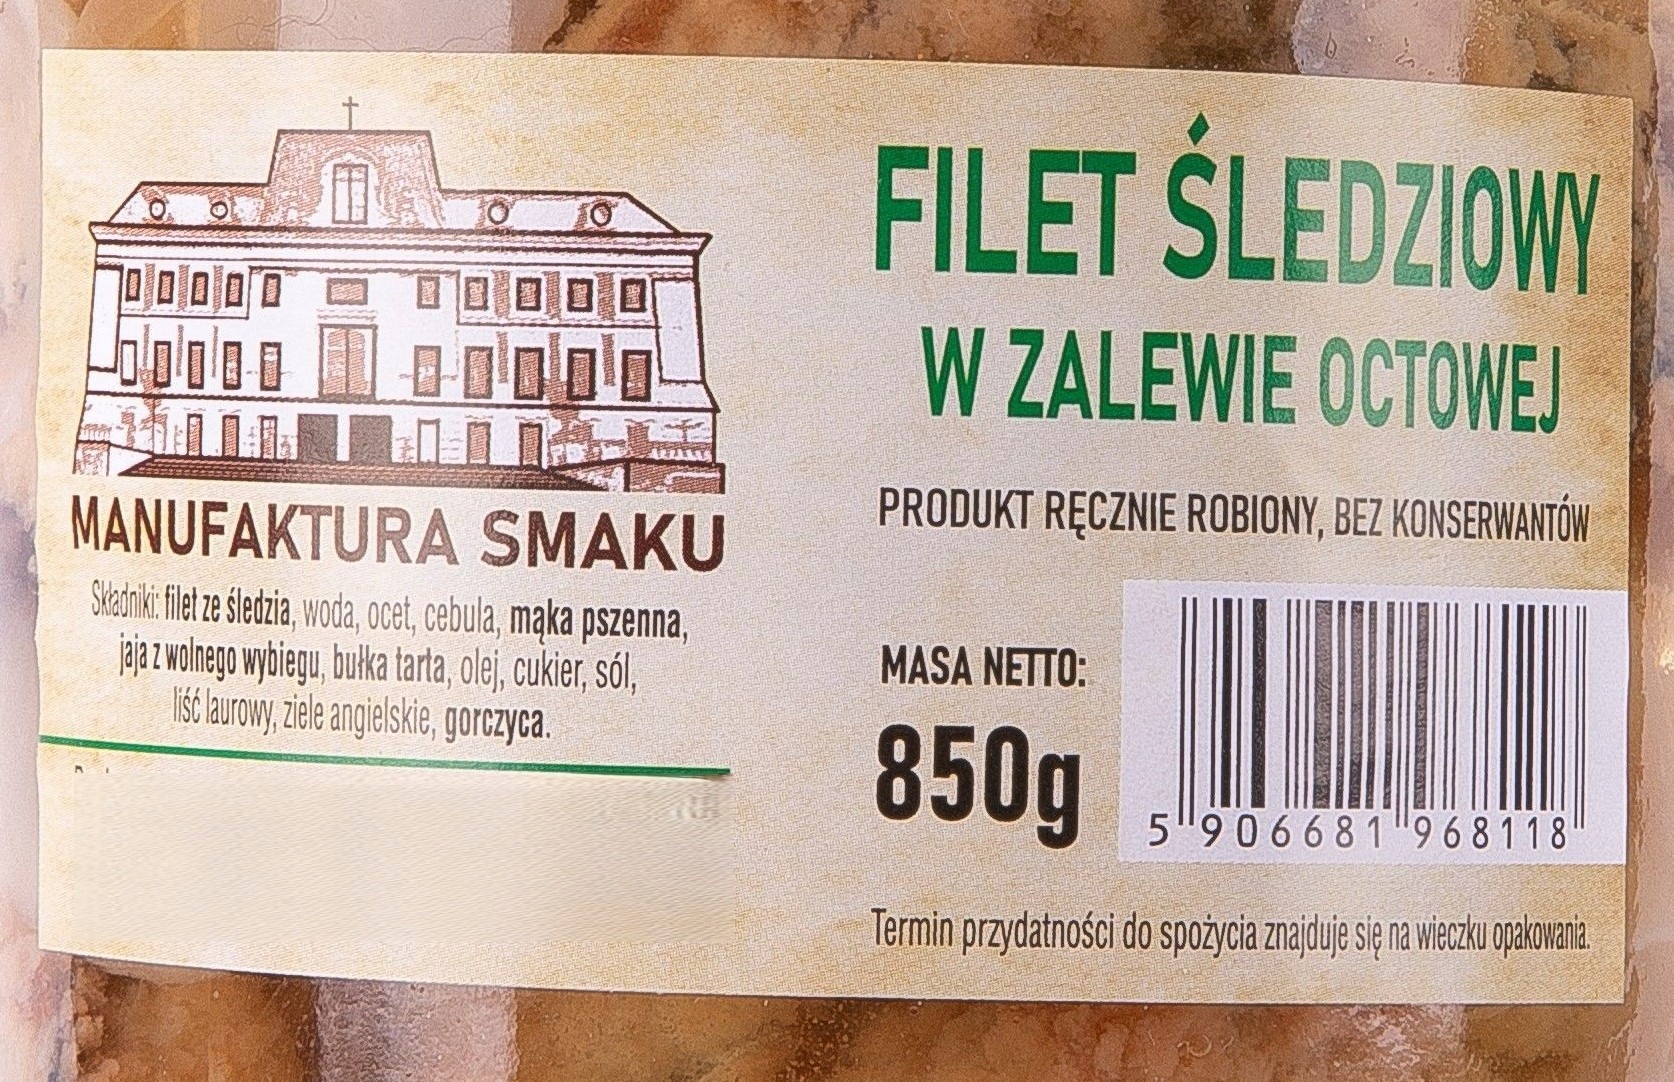 MANUFAKTURA SMAKU
Składniki: filet ze śledzia, woda, ocet, cebula, mąka pszenna,
jaja z wolnego wybiegu, bułka tarta, olej, cukier, sól,
liść laurowy, ziele angielskie, gorczyca.
FILET ŚLEDZIOWY
W ZALEWIE OCTOWEJ
PRODUKT RĘCZNIE ROBIONY, BEZ KONSERWANTÓW
MASA NETTO:
850g
5 906681 968118
Termin przydatności do spożycia znajduje się na wieczku opakowania.